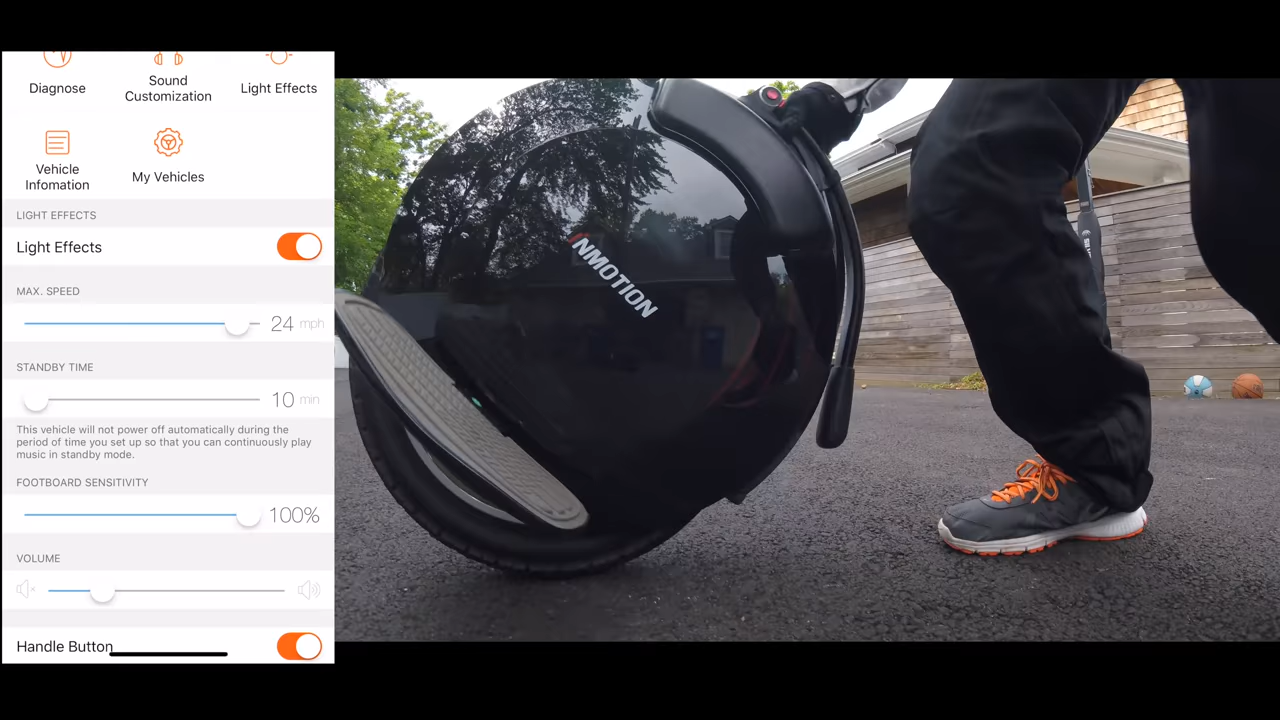 Diagnose
Sound
Customization
Light Effects
Vehicle
Infomation
My Vehicles
LIGHT EFFECTS
Light Effects
MAX. SPEED
24 mph
STANDBY TIME
10 min
This vehicle will not power off automatically during the
period of time you set up so that you can continuously play
music in standby mode.
FOOTBOARD SENSITIVITY
100%
VOLUME
Handle Button
INMOTION